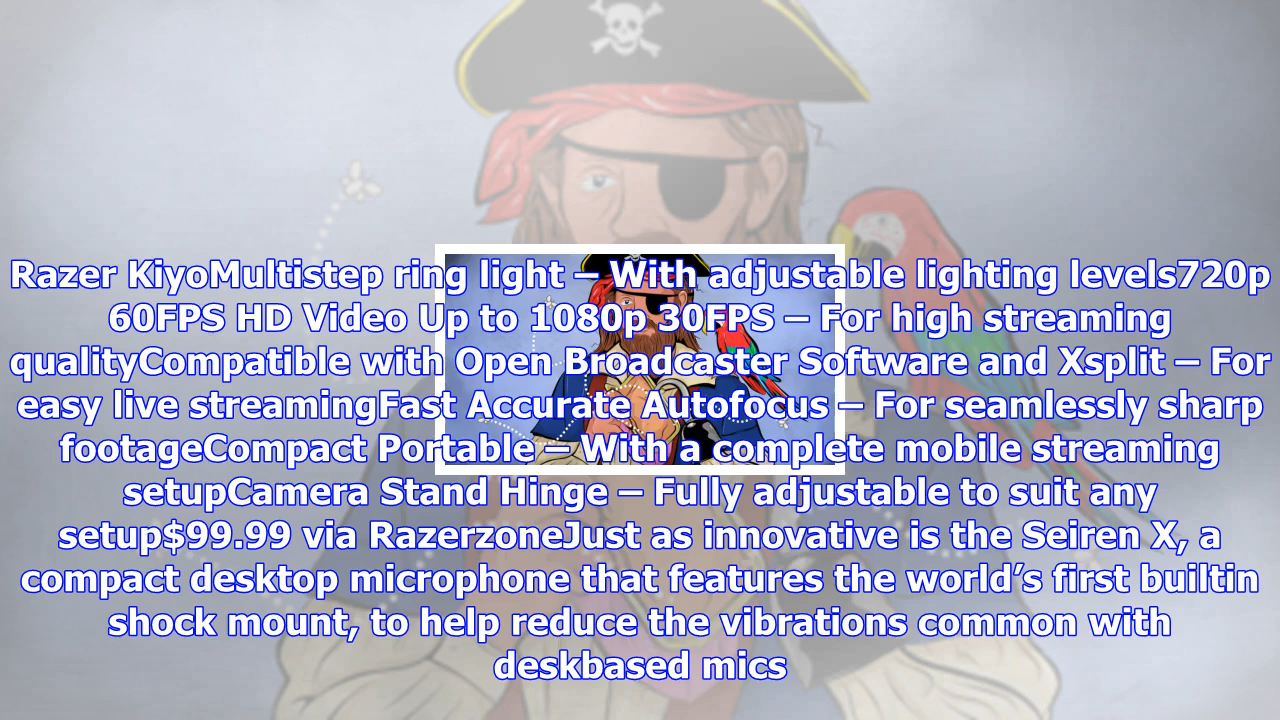 Razer KiyoMultistep ring light – With adjustable lighting levels720p
60FPS HD Video Up to 1080p 30FPS – For high streaming
qualityCompatible with Open Broadcaster Software and Xsplit – For
easy live streamingFast Accurate Autofocus – For seamlessly sharp
footageCompact Portable – With a complete mobile streaming
setupCamera Stand Hinge – Fully adjustable to suit any
setup$99.99 via RazerzoneJust as innovative is the Seiren X, a
compact desktop microphone that features the world’s first builtin
shock mount, to help reduce the vibrations common with
deskbased mics